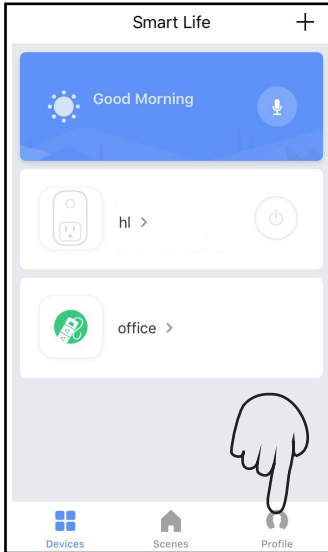 Smart Life
Good Morning
hl >
office >
Devices Scenes Profile